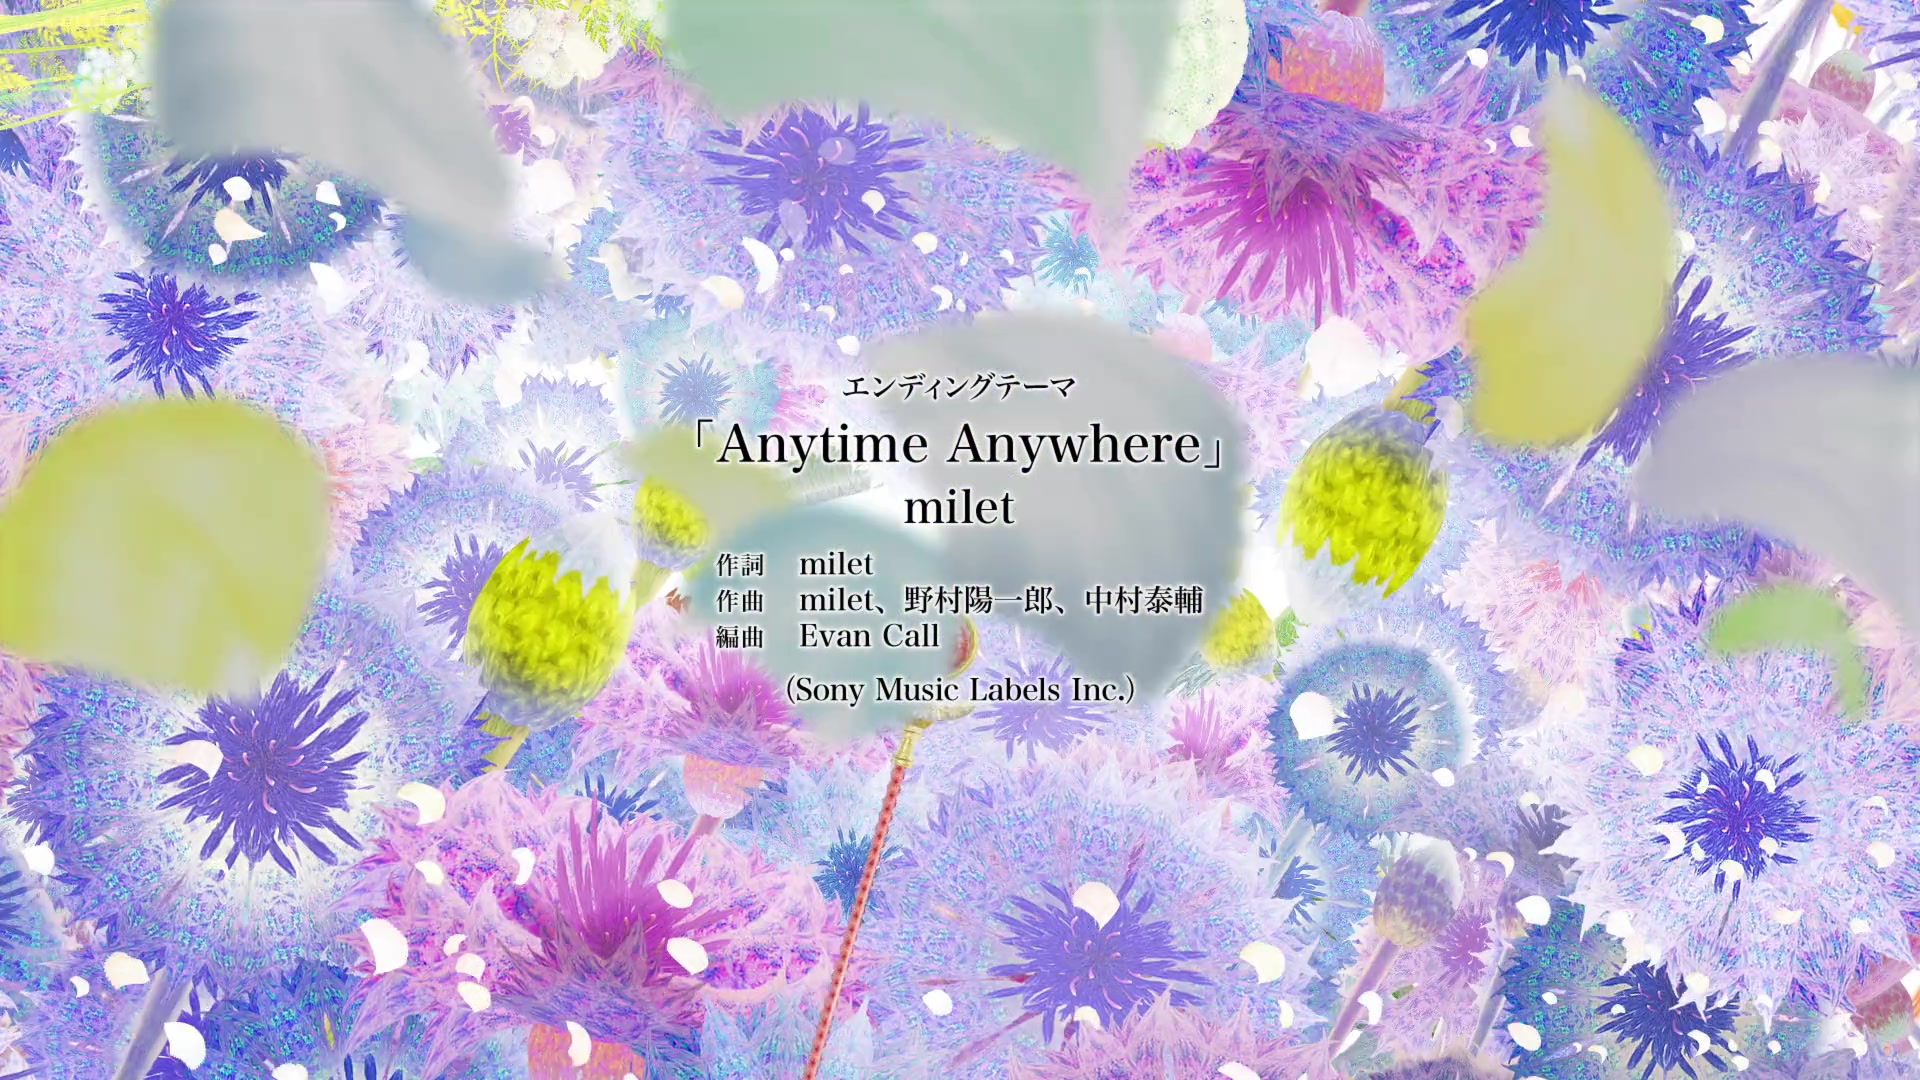 エンディングテーマ
「Anytime Anywhere」
milet
作詞 milet
作曲 milet、野村陽一郎、中村泰輔
編曲 Evan Call
（Sony Music Labels Inc.）